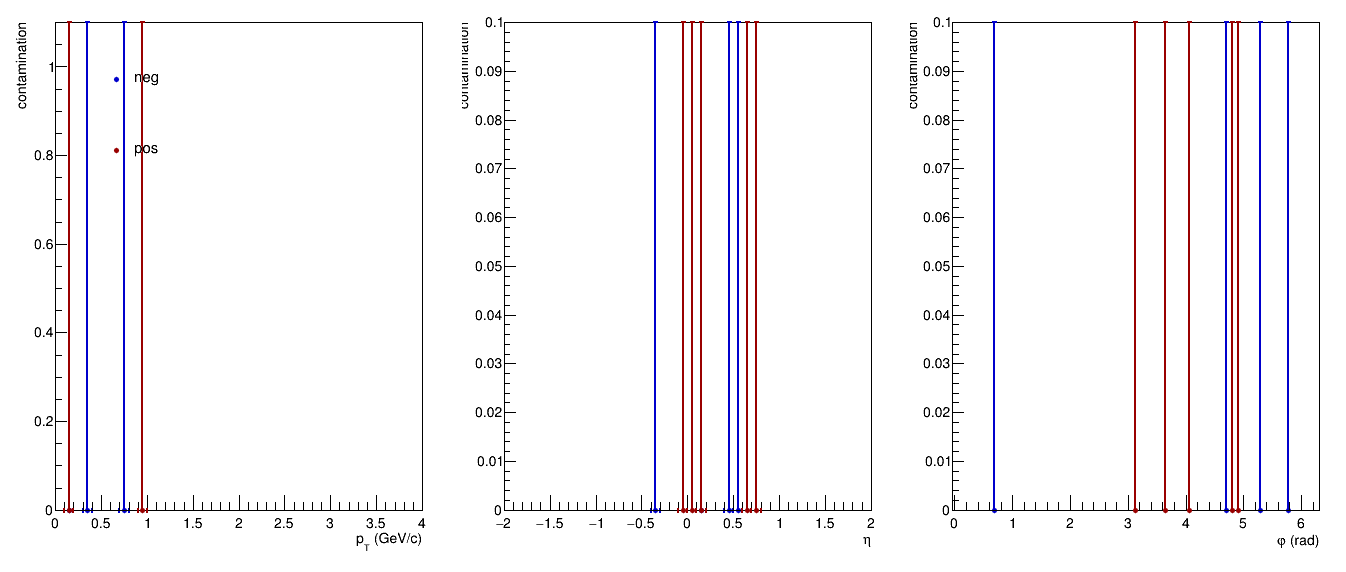 contamination
1
0.8
0.6
0.4
0.2
0
neg
pos
0 0.5 1 1.5 2 2.5 3 3.5 4
p_T (GeV/c)
contamination
0.1
0.09
0.08
0.07
0.06
0.05
0.04
0.03
0.02
0.01
0
−2 −1.5 −1 −0.5 0 0.5 1 1.5 2
η
contamination
0.1
0.09
0.08
0.07
0.06
0.05
0.04
0.03
0.02
0.01
0
0 1 2 3 4 5 6
φ (rad)